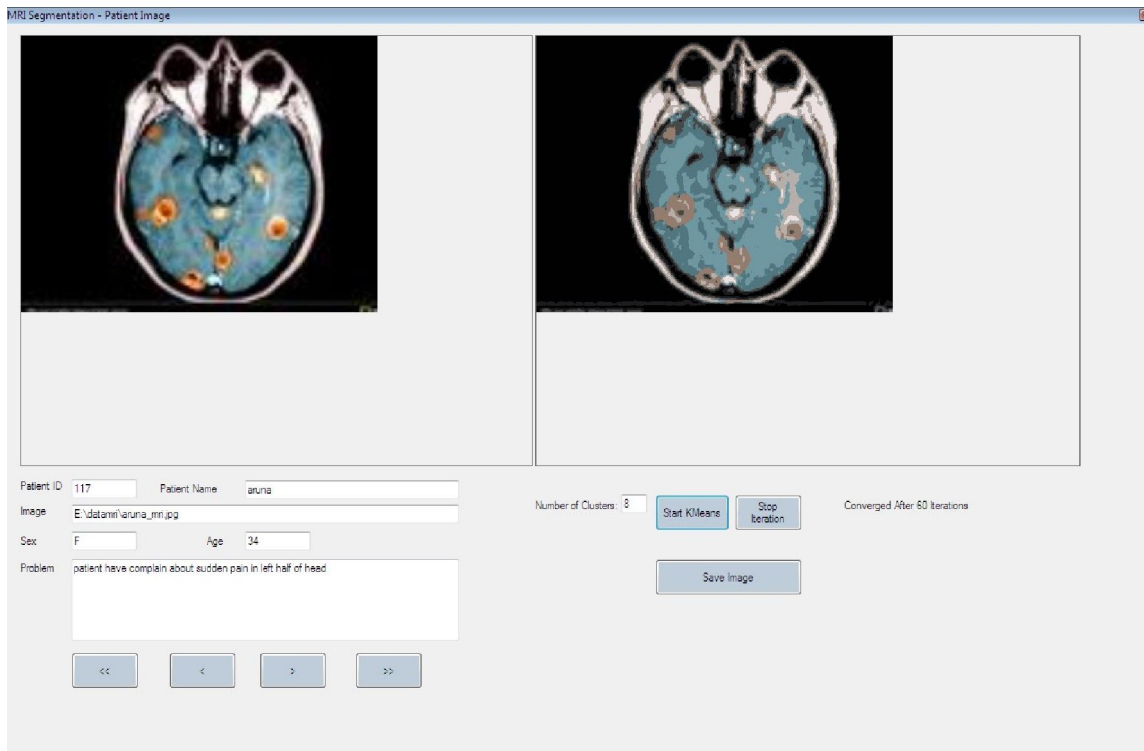 MRI Segmentation - Patient Image
Patient ID 117 Patient Name aruna
Image E:\datamri\aruna_mri.jpg
Sex F Age 34
Problem patient have complain about sudden pain in left half of head
<< < > >>
Number of Clusters: 8 Start KMeans Stop Iteration Converged After 60 Iterations
Save Image